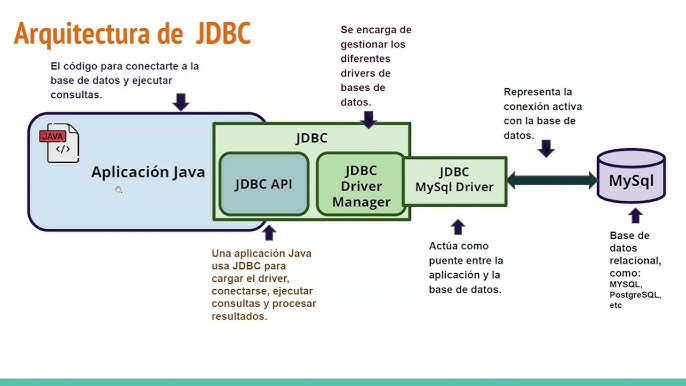 Arquitectura de JDBC
El código para conectarte a la
base de datos y ejecutar
consultas.
Se encarga de
gestionar los
diferentes
drivers de
bases de
datos.
Representa la
conexión activa
con la base de
datos.
JAVA
</>
Aplicación Java
JDBC
JDBC API
JDBC
Driver
Manager
JDBC
MySql Driver
MySql
Una aplicación Java
usa JDBC para
cargar el driver,
conectarse, ejecutar
consultas y procesar
resultados.
Actúa como
puente entre la
aplicación y la
base de datos.
Base de
datos
relacional,
como:
MYSQL,
PostgreSQL,
etc